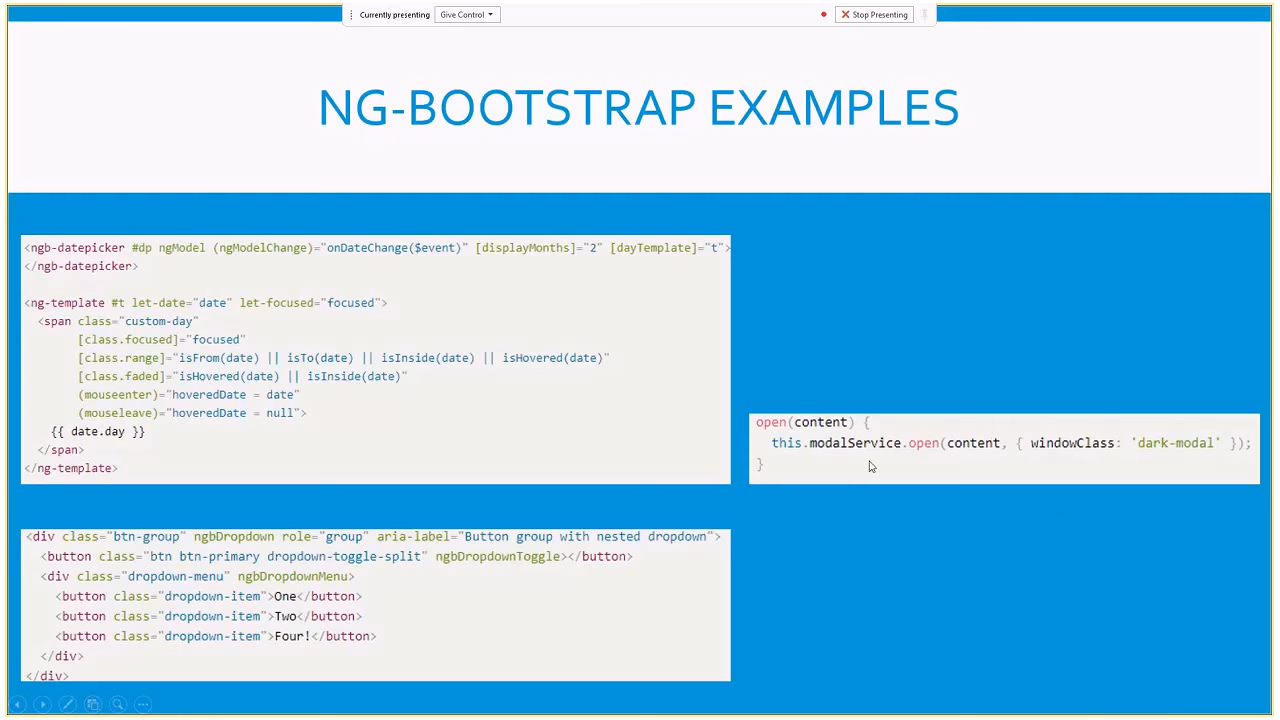 Currently presenting
Give Control
Stop Presenting
NG-BOOTSTRAP EXAMPLES
<ngb-datepicker #dp ngModel (ngModelChange)="onDateChange($event)" [displayMonths]="2" [dayTemplate]="t">
</ngb-datepicker>
<ng-template #t let-date="date" let-focused="focused">
<span class="custom-day"
[class.focused]="focused"
[class.range]="isFrom(date) || isTo(date) || isInside(date) || isHovered(date)"
[class.faded]="isHovered(date) || isInside(date)"
(mouseenter)="hoveredDate = date"
(mouseleave)="hoveredDate = null">
{{ date.day }}
</span>
</ng-template>
open(content) {
this.modalService.open(content, { windowClass: 'dark-modal' });
}
<div class="btn-group" ngbDropdown role="group" aria-label="Button group with nested dropdown">
<button class="btn btn-primary dropdown-toggle-split" ngbDropdownToggle></button>
<div class="dropdown-menu" ngbDropdownMenu>
<button class="dropdown-item">One</button>
<button class="dropdown-item">Two</button>
<button class="dropdown-item">Four!</button>
</div>
</div>